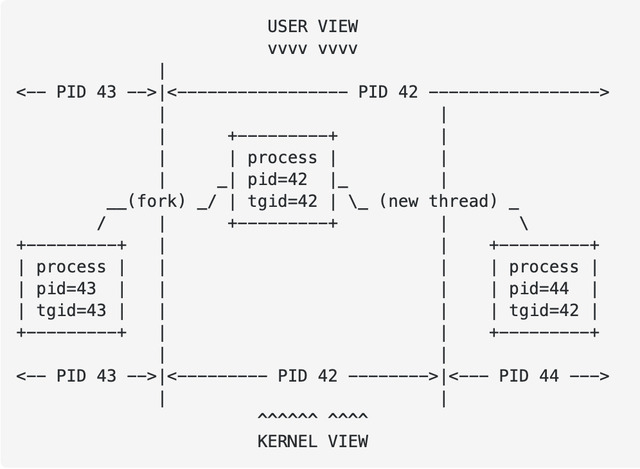 USER VIEW
                          vvvv vvvv
               |
<-- PID 43 -->|<----------------- PID 42 ----------------->
               |                             |
               |      +---------+            |
               |      | process |            |
               |     _| pid=42  |_           |
         __(fork) _/ | tgid=42 | \_ (new thread) _
        /      |      +---------+            |       \
+---------+    |                             |    +---------+
| process |    |                             |    | process |
| pid=43  |    |                             |    | pid=44  |
| tgid=43 |    |                             |    | tgid=42 |
+---------+    |                             |    +---------+
               |                             |
<-- PID 43 -->|<--------- PID 42 -------->|<--- PID 44 --->
               |                             |
                         ^^^^^^ ^^^^
                         KERNEL VIEW